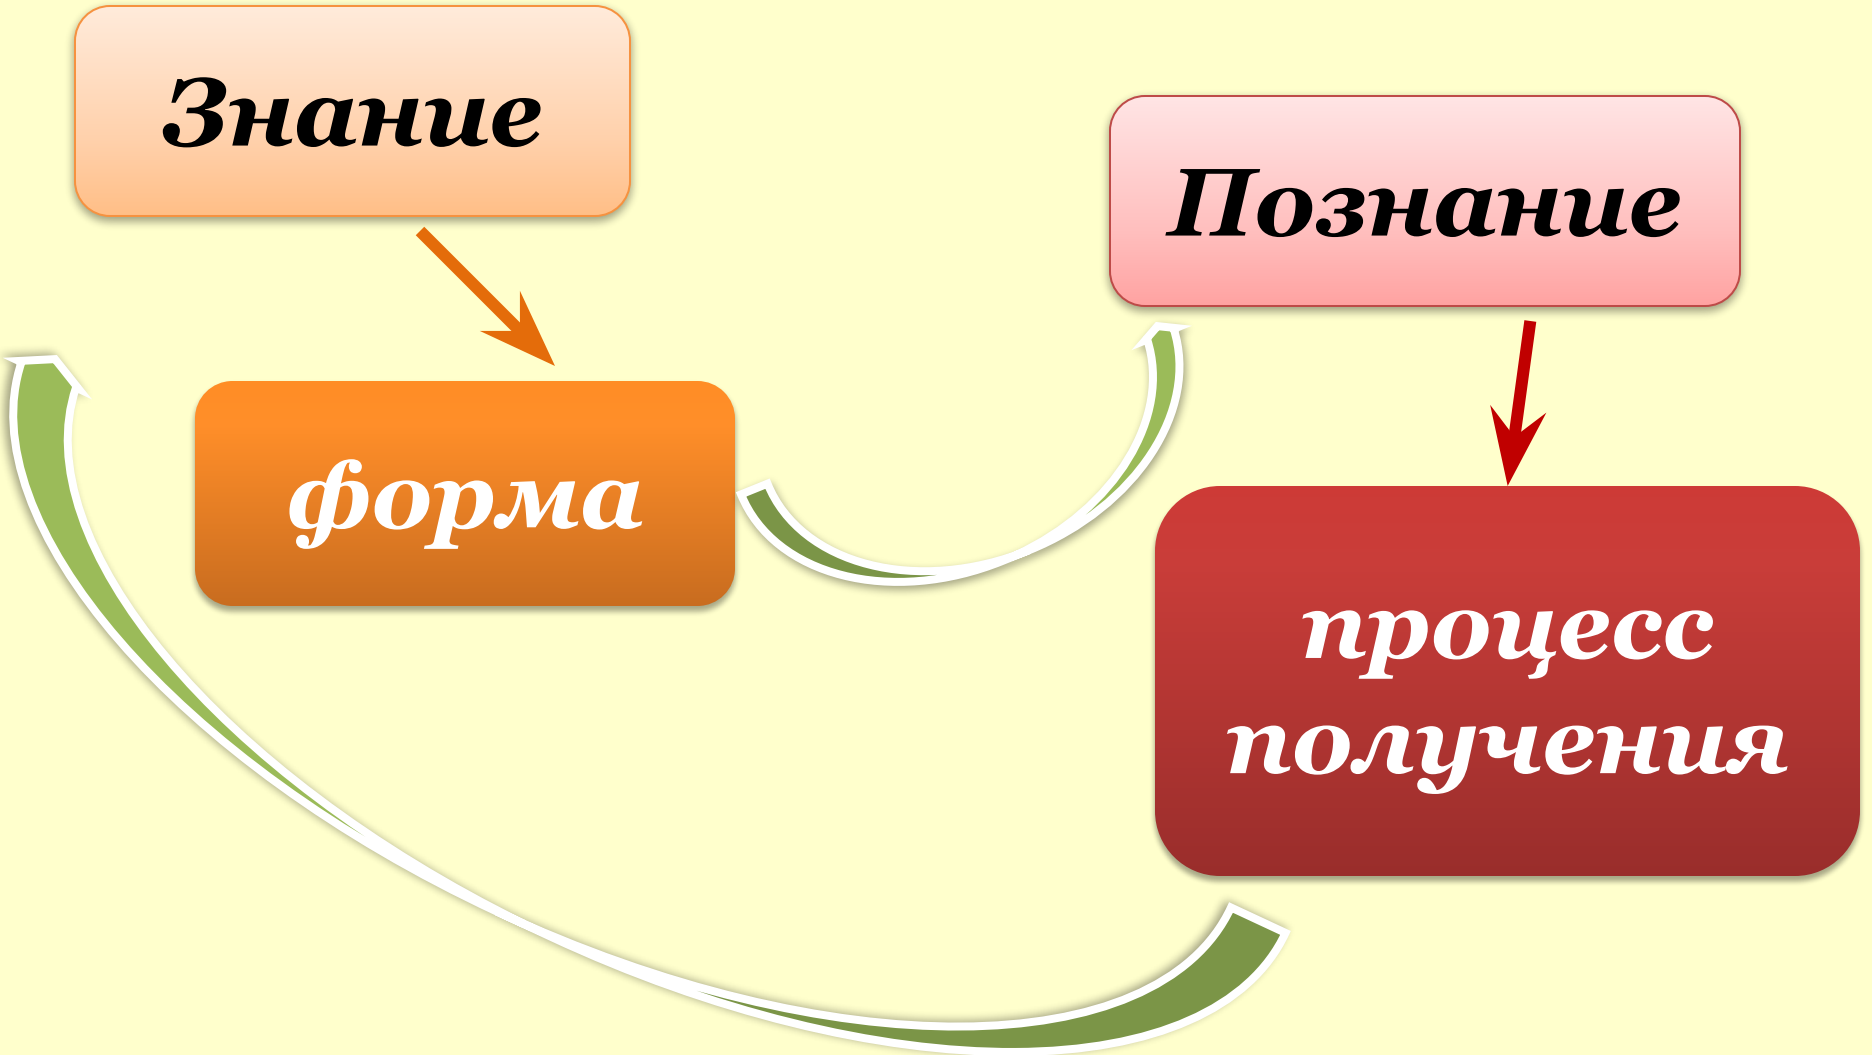 Знание
форма
Познание
процесс
получения